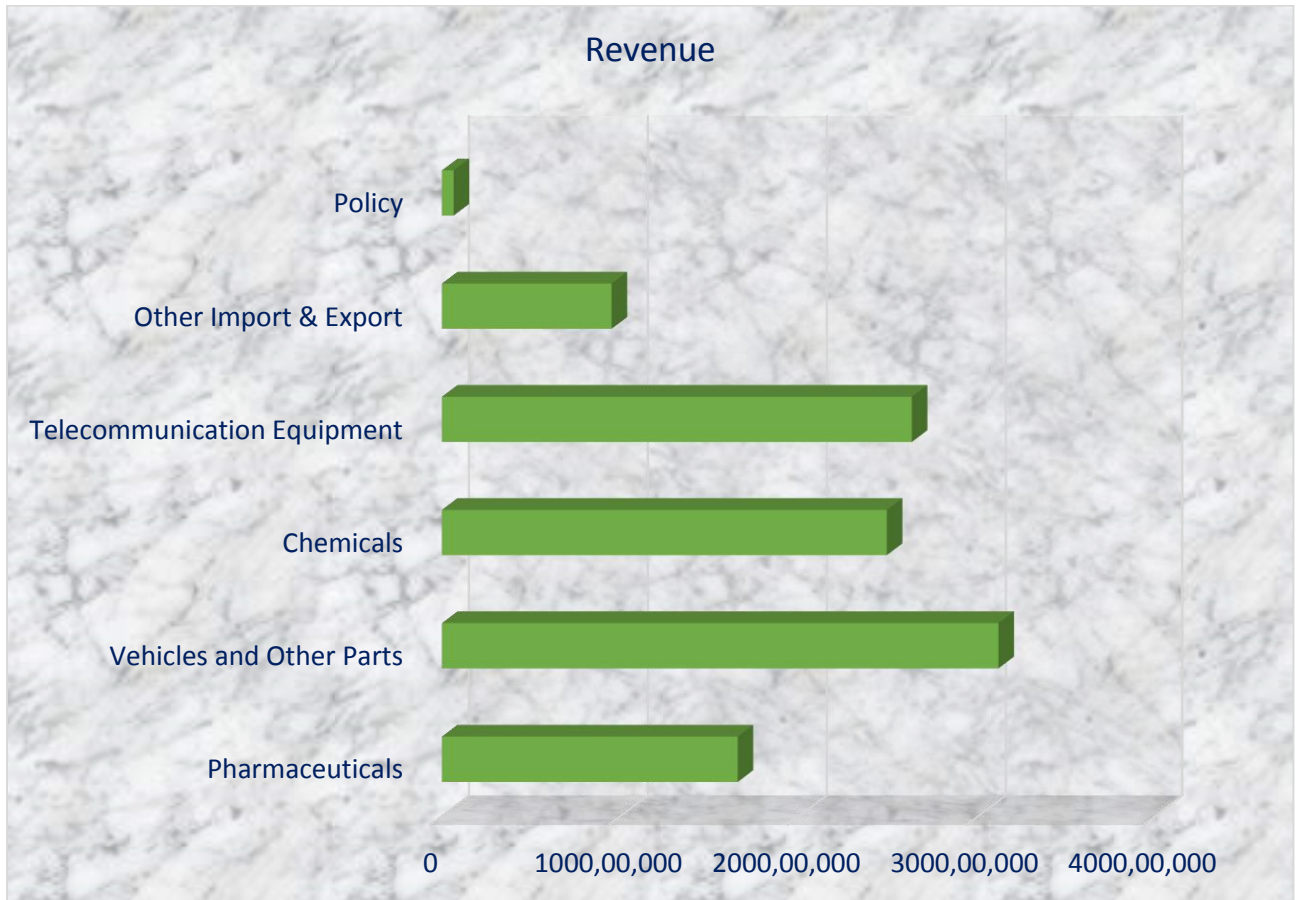 Revenue
Policy
Other Import & Export
Telecommunication Equipment
Chemicals
Vehicles and Other Parts
Pharmaceuticals
0 1000,00,000 2000,00,000 3000,00,000 4000,00,000